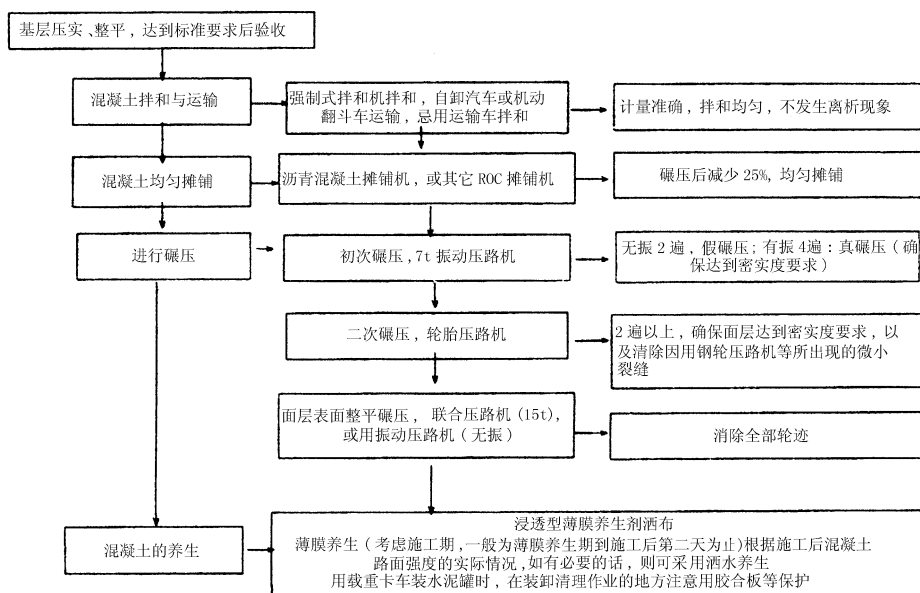 基层压实、整平，达到标准要求后验收
混凝土拌和与运输
强制式拌和机拌和，自卸汽车或机动
翻斗车运输，忌用运输车拌和
计量准确，拌和均匀，不发生离析现象
混凝土均匀摊铺
沥青混凝土摊铺机，或其它 ROC 摊铺机
碾压后减少25%，均匀摊铺
进行碾压
初次碾压，7t 振动压路机
无振 2 遍，假碾压；有振 4遍：真碾压（确
保达到密实度要求）
二次碾压，轮胎压路机
2 遍以上，确保面层达到密实度要求，以
及清除因用钢轮压路机等所出现的微小
裂缝
面层表面整平碾压，联合压路机 (15t)，
或用振动压路机（无振）
消除全部轮迹
混凝土的养生
浸透型薄膜养生剂洒布
薄膜养生（考虑施工期，一般为薄膜养生期到施工后第二天为止)根据施工后混凝土
路面强度的实际情况，如有必要的话，则可采用洒水养生
用载重卡车装水泥罐时，在装卸清理作业的地方注意用胶合板等保护